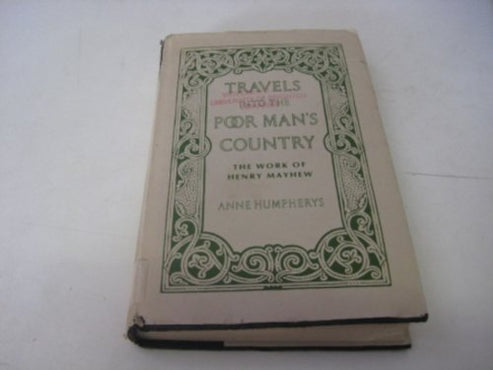 TRAVELS
INTO THE
POOR MAN'S
COUNTRY
THE WORK OF
HENRY MAYHEW
ANNE HUMPHERYS